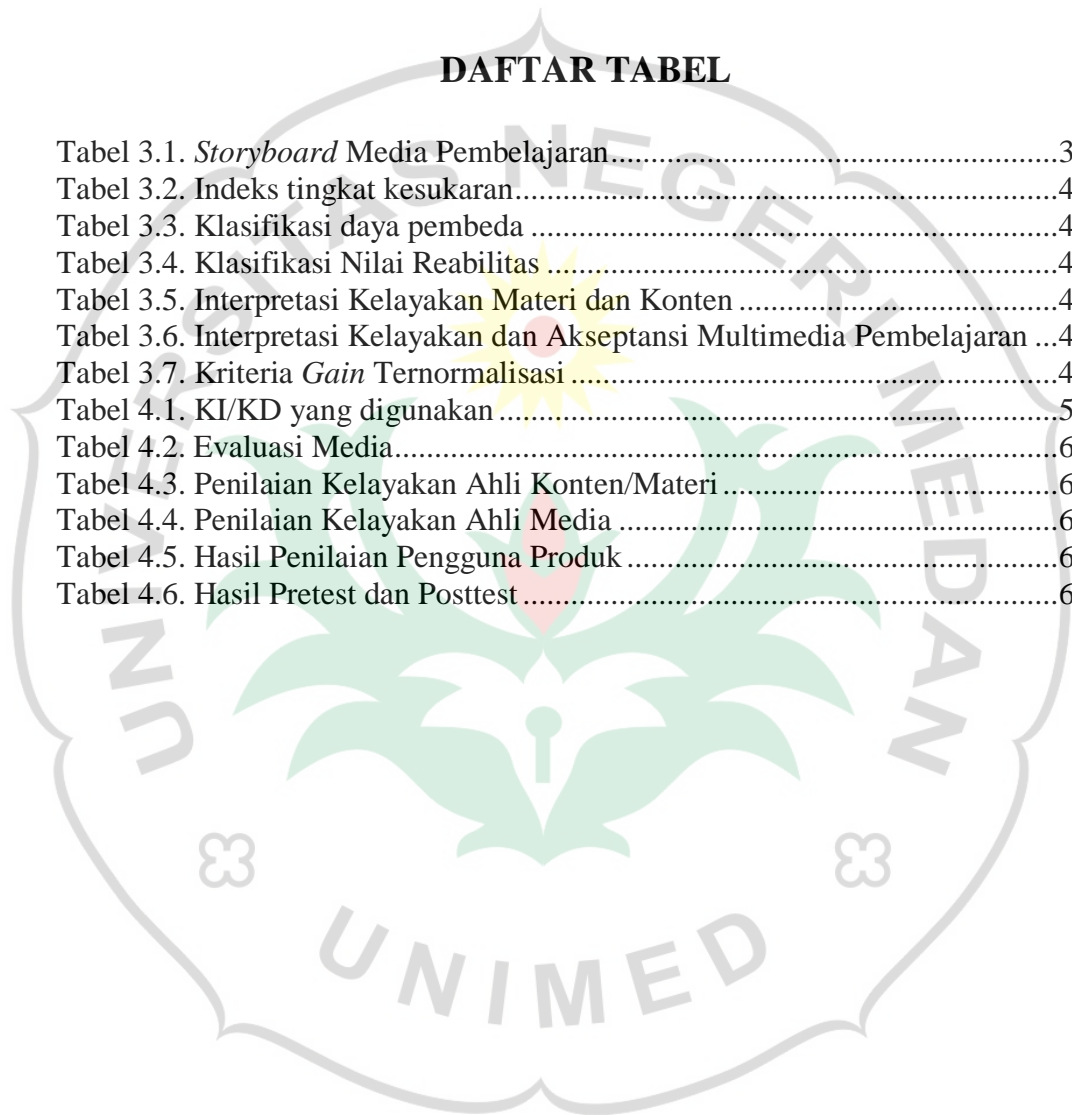 DAFTAR TABEL
Tabel 3.1. Storyboard Media Pembelajaran.....3
Tabel 3.2. Indeks tingkat kesukaran.....4
Tabel 3.3. Klasifikasi daya pembeda.....4
Tabel 3.4. Klasifikasi Nilai Reabilitas.....4
Tabel 3.5. Interpretasi Kelayakan Materi dan Konten.....4
Tabel 3.6. Interpretasi Kelayakan dan Akseptansi Multimedia Pembelajaran ...4
Tabel 3.7. Kriteria Gain Ternormalisasi.....4
Tabel 4.1. KI/KD yang digunakan.....5
Tabel 4.2. Evaluasi Media.....6
Tabel 4.3. Penilaian Kelayakan Ahli Konten/Materi.....6
Tabel 4.4. Penilaian Kelayakan Ahli Media.....6
Tabel 4.5. Hasil Penilaian Pengguna Produk.....6
Tabel 4.6. Hasil Pretest dan Posttest.....6
UNIVERSITAS NEGERI MEDAN
UNIMED